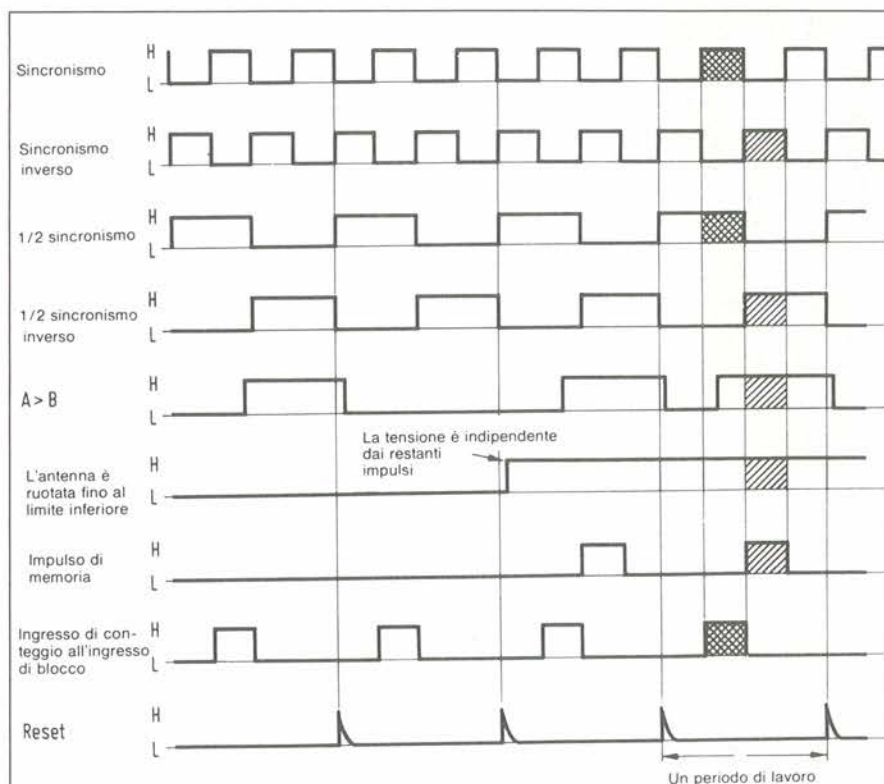 H
Sincronismo
L
H
Sincronismo
inverso
L
H
1/2 sincronismo
L
H
1/2 sincronismo
inverso
L
H
A > B
L
La tensione è indipendente
dai restanti
impulsi
H
L'antenna è
ruotata fino al
limite inferiore
L
H
Impulso di
memoria
L
Ingresso di con-
teggio all'ingresso
di blocco
H
L
H
Reset
L
Un periodo di lavoro